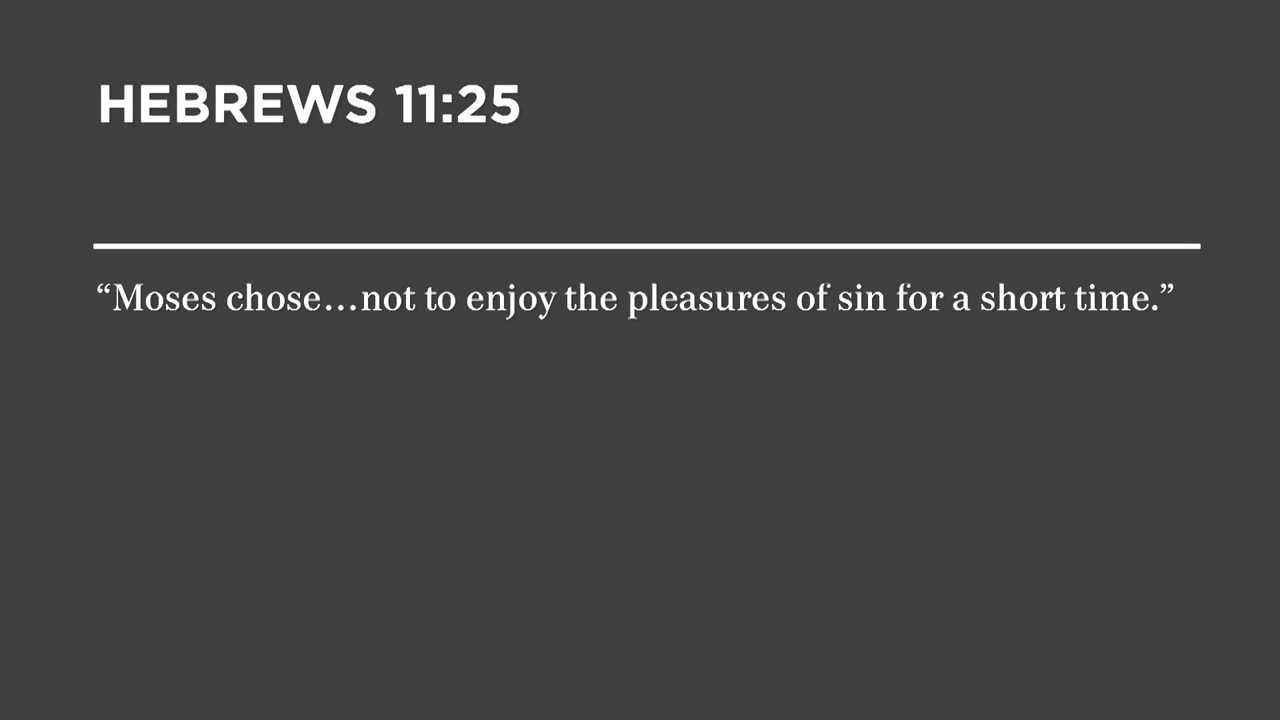 HEBREWS 11:25
“Moses chose…not to enjoy the pleasures of sin for a short time.”